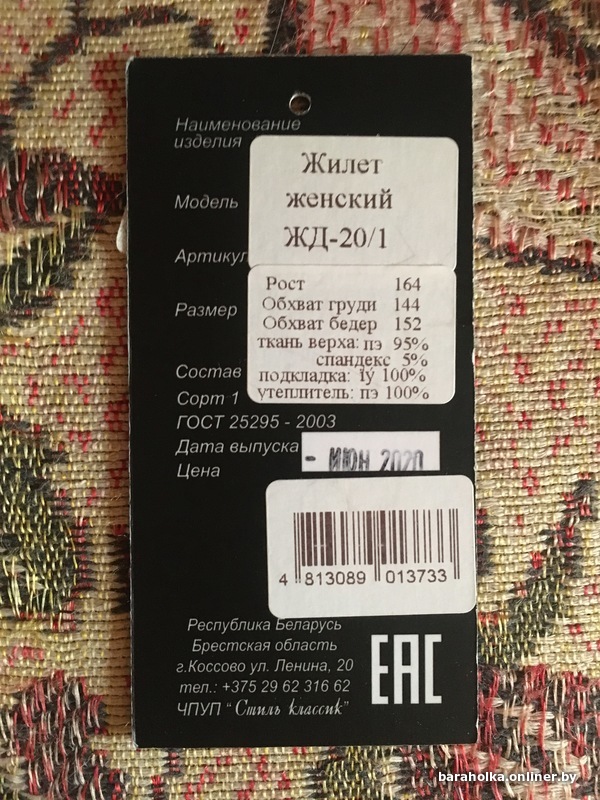 Наименование
изделия
Жилет
женский
ЖД-20/1
Модель
Артикул
Размер
Рост 164
Обхват груди 144
Обхват бедер 152
ткань верха: пэ 95%
спандекс 5%
подкладка: 100%
утеплитель: пэ 100%
Состав
Сорт 1
ГОСТ 25295 - 2003
Дата выпуска
- ИЮН 2020
Цена
4 813089 013733
Республика Беларусь
Брестская область
г.Коссово ул. Ленина, 20
тел.: +375 29 62 316 62
ЧПУП “Стиль классик”
EAC
baraholka.onliner.by